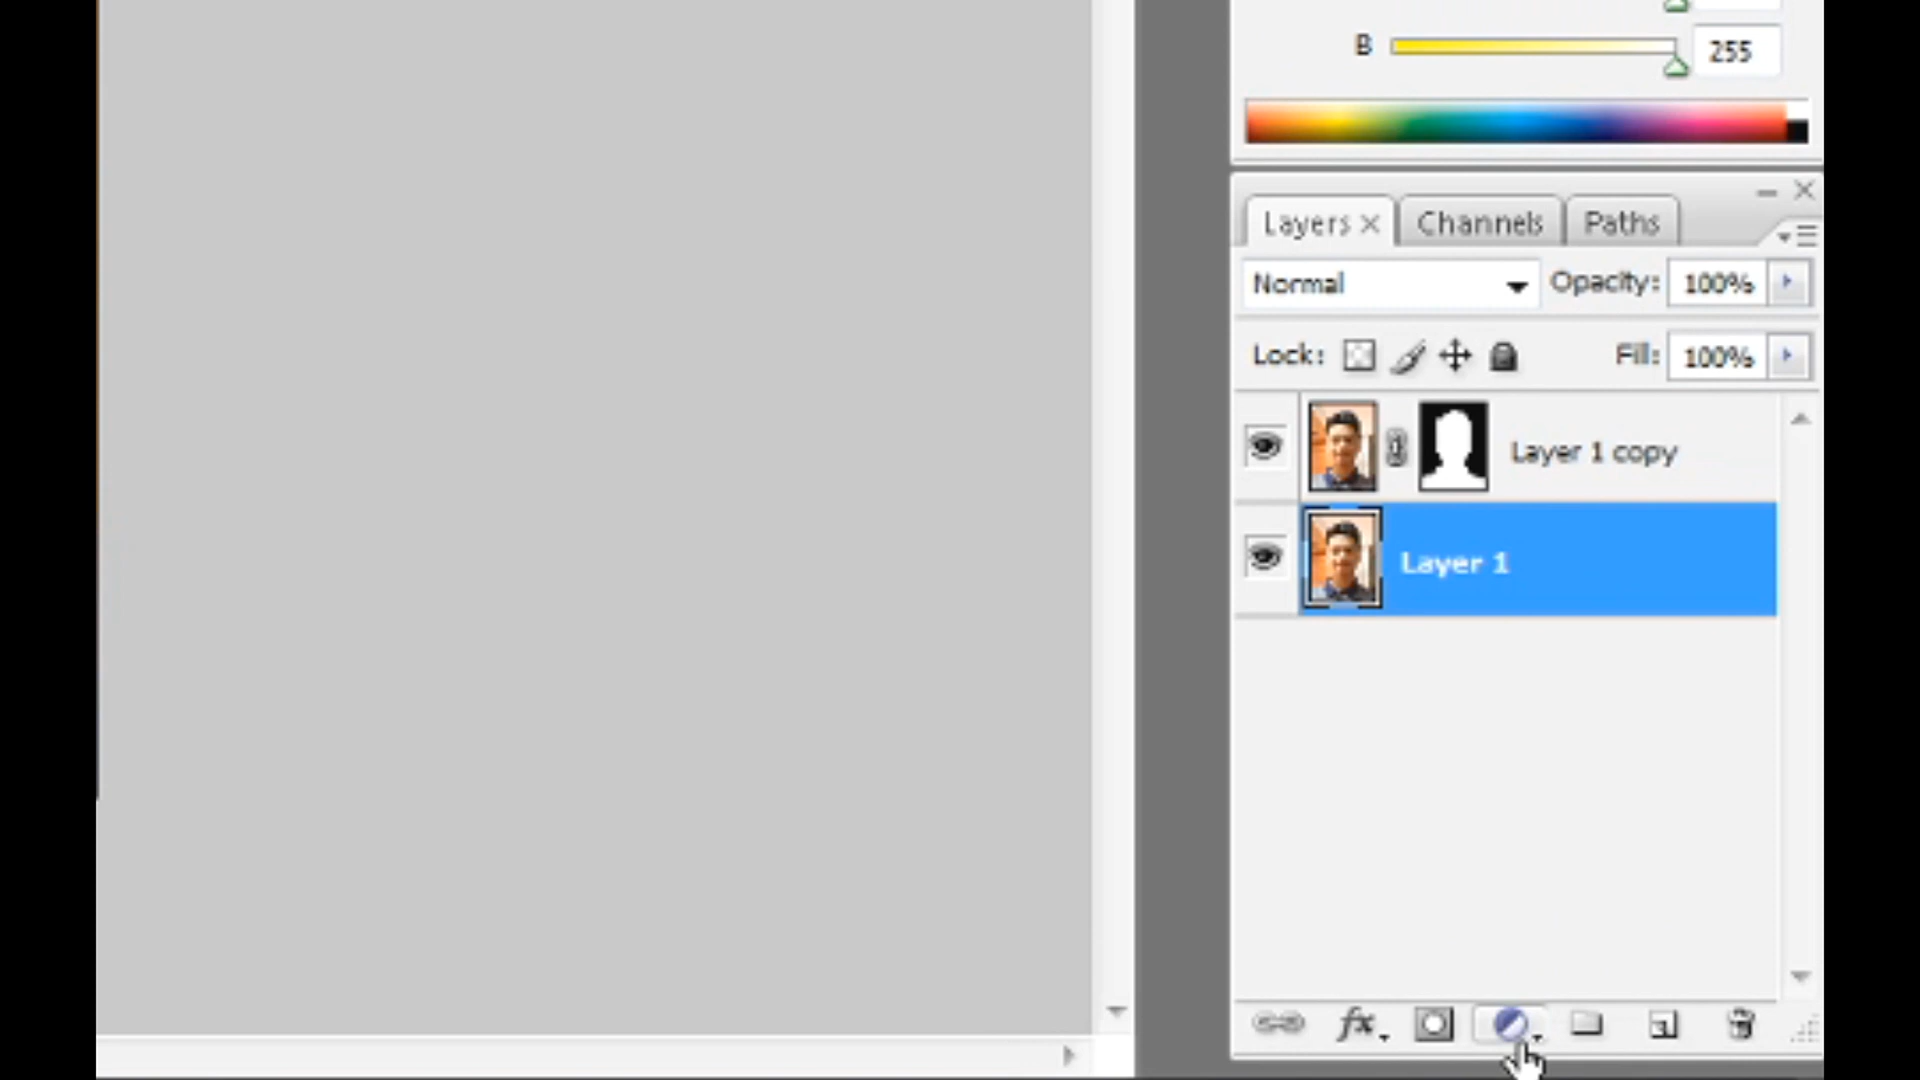 B 255
Layers Channels Paths
Normal Opacity: 100%
Lock: Fill: 100%
Layer 1 copy
Layer 1
fx